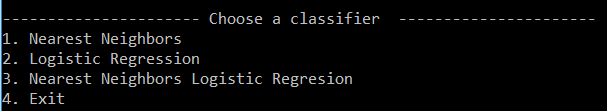 ---------------------- Choose a classifier  ----------------------
1. Nearest Neighbors
2. Logistic Regression
3. Nearest Neighbors Logistic Regresion
4. Exit